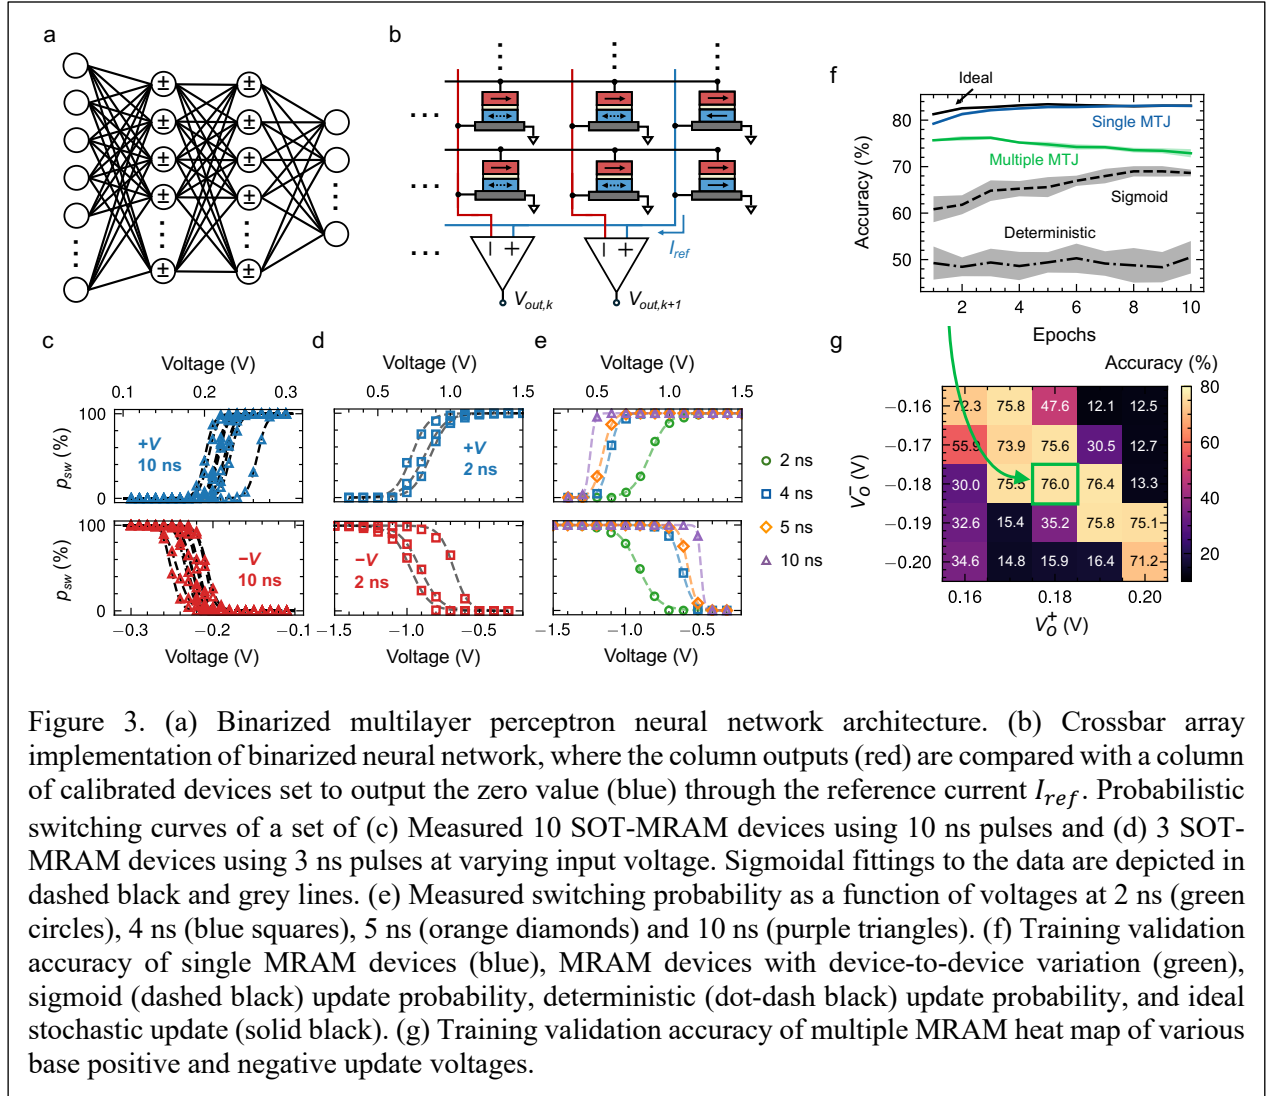 a
b
f
Ideal
Single MTJ
Multiple MTJ
Sigmoid
Deterministic
Accuracy (%)
80
70
60
50
2 4 6 8 10
Epochs
± ±
± ±
± ±
± ±
± ±
− + − +
I_ref
V_out,k V_out,k+1
c
Voltage (V)
0.1 0.2 0.3
100
0
p_sw (%)
+V
10 ns
100
0
p_sw (%)
−V
10 ns
−0.3 −0.2 −0.1
Voltage (V)
d
Voltage (V)
0.5 1.0 1.5
+V
2 ns
−V
2 ns
−1.0 −0.5
Voltage (V)
e
Voltage (V)
0.5 1.0 1.5
−1.5 −1.0 −0.5
Voltage (V)
2 ns
4 ns
5 ns
10 ns
g
Accuracy (%)
−0.16 72.3 75.8 47.6 12.1 12.5
−0.17 55.9 73.9 75.6 30.5 12.7
−0.18 30.0 75.5 76.0 76.4 13.3
−0.19 32.6 15.4 35.2 75.8 75.1
−0.20 34.6 14.8 15.9 16.4 71.2
V_O^− (V)
0.16 0.18 0.20
V_O^+ (V)
80
60
40
20
Figure 3. (a) Binarized multilayer perceptron neural network architecture. (b) Crossbar array
implementation of binarized neural network, where the column outputs (red) are compared with a column
of calibrated devices set to output the zero value (blue) through the reference current I_ref. Probabilistic
switching curves of a set of (c) Measured 10 SOT-MRAM devices using 10 ns pulses and (d) 3 SOT-
MRAM devices using 3 ns pulses at varying input voltage. Sigmoidal fittings to the data are depicted in
dashed black and grey lines. (e) Measured switching probability as a function of voltages at 2 ns (green
circles), 4 ns (blue squares), 5 ns (orange diamonds) and 10 ns (purple triangles). (f) Training validation
accuracy of single MRAM devices (blue), MRAM devices with device-to-device variation (green),
sigmoid (dashed black) update probability, deterministic (dot-dash black) update probability, and ideal
stochastic update (solid black). (g) Training validation accuracy of multiple MRAM heat map of various
base positive and negative update voltages.